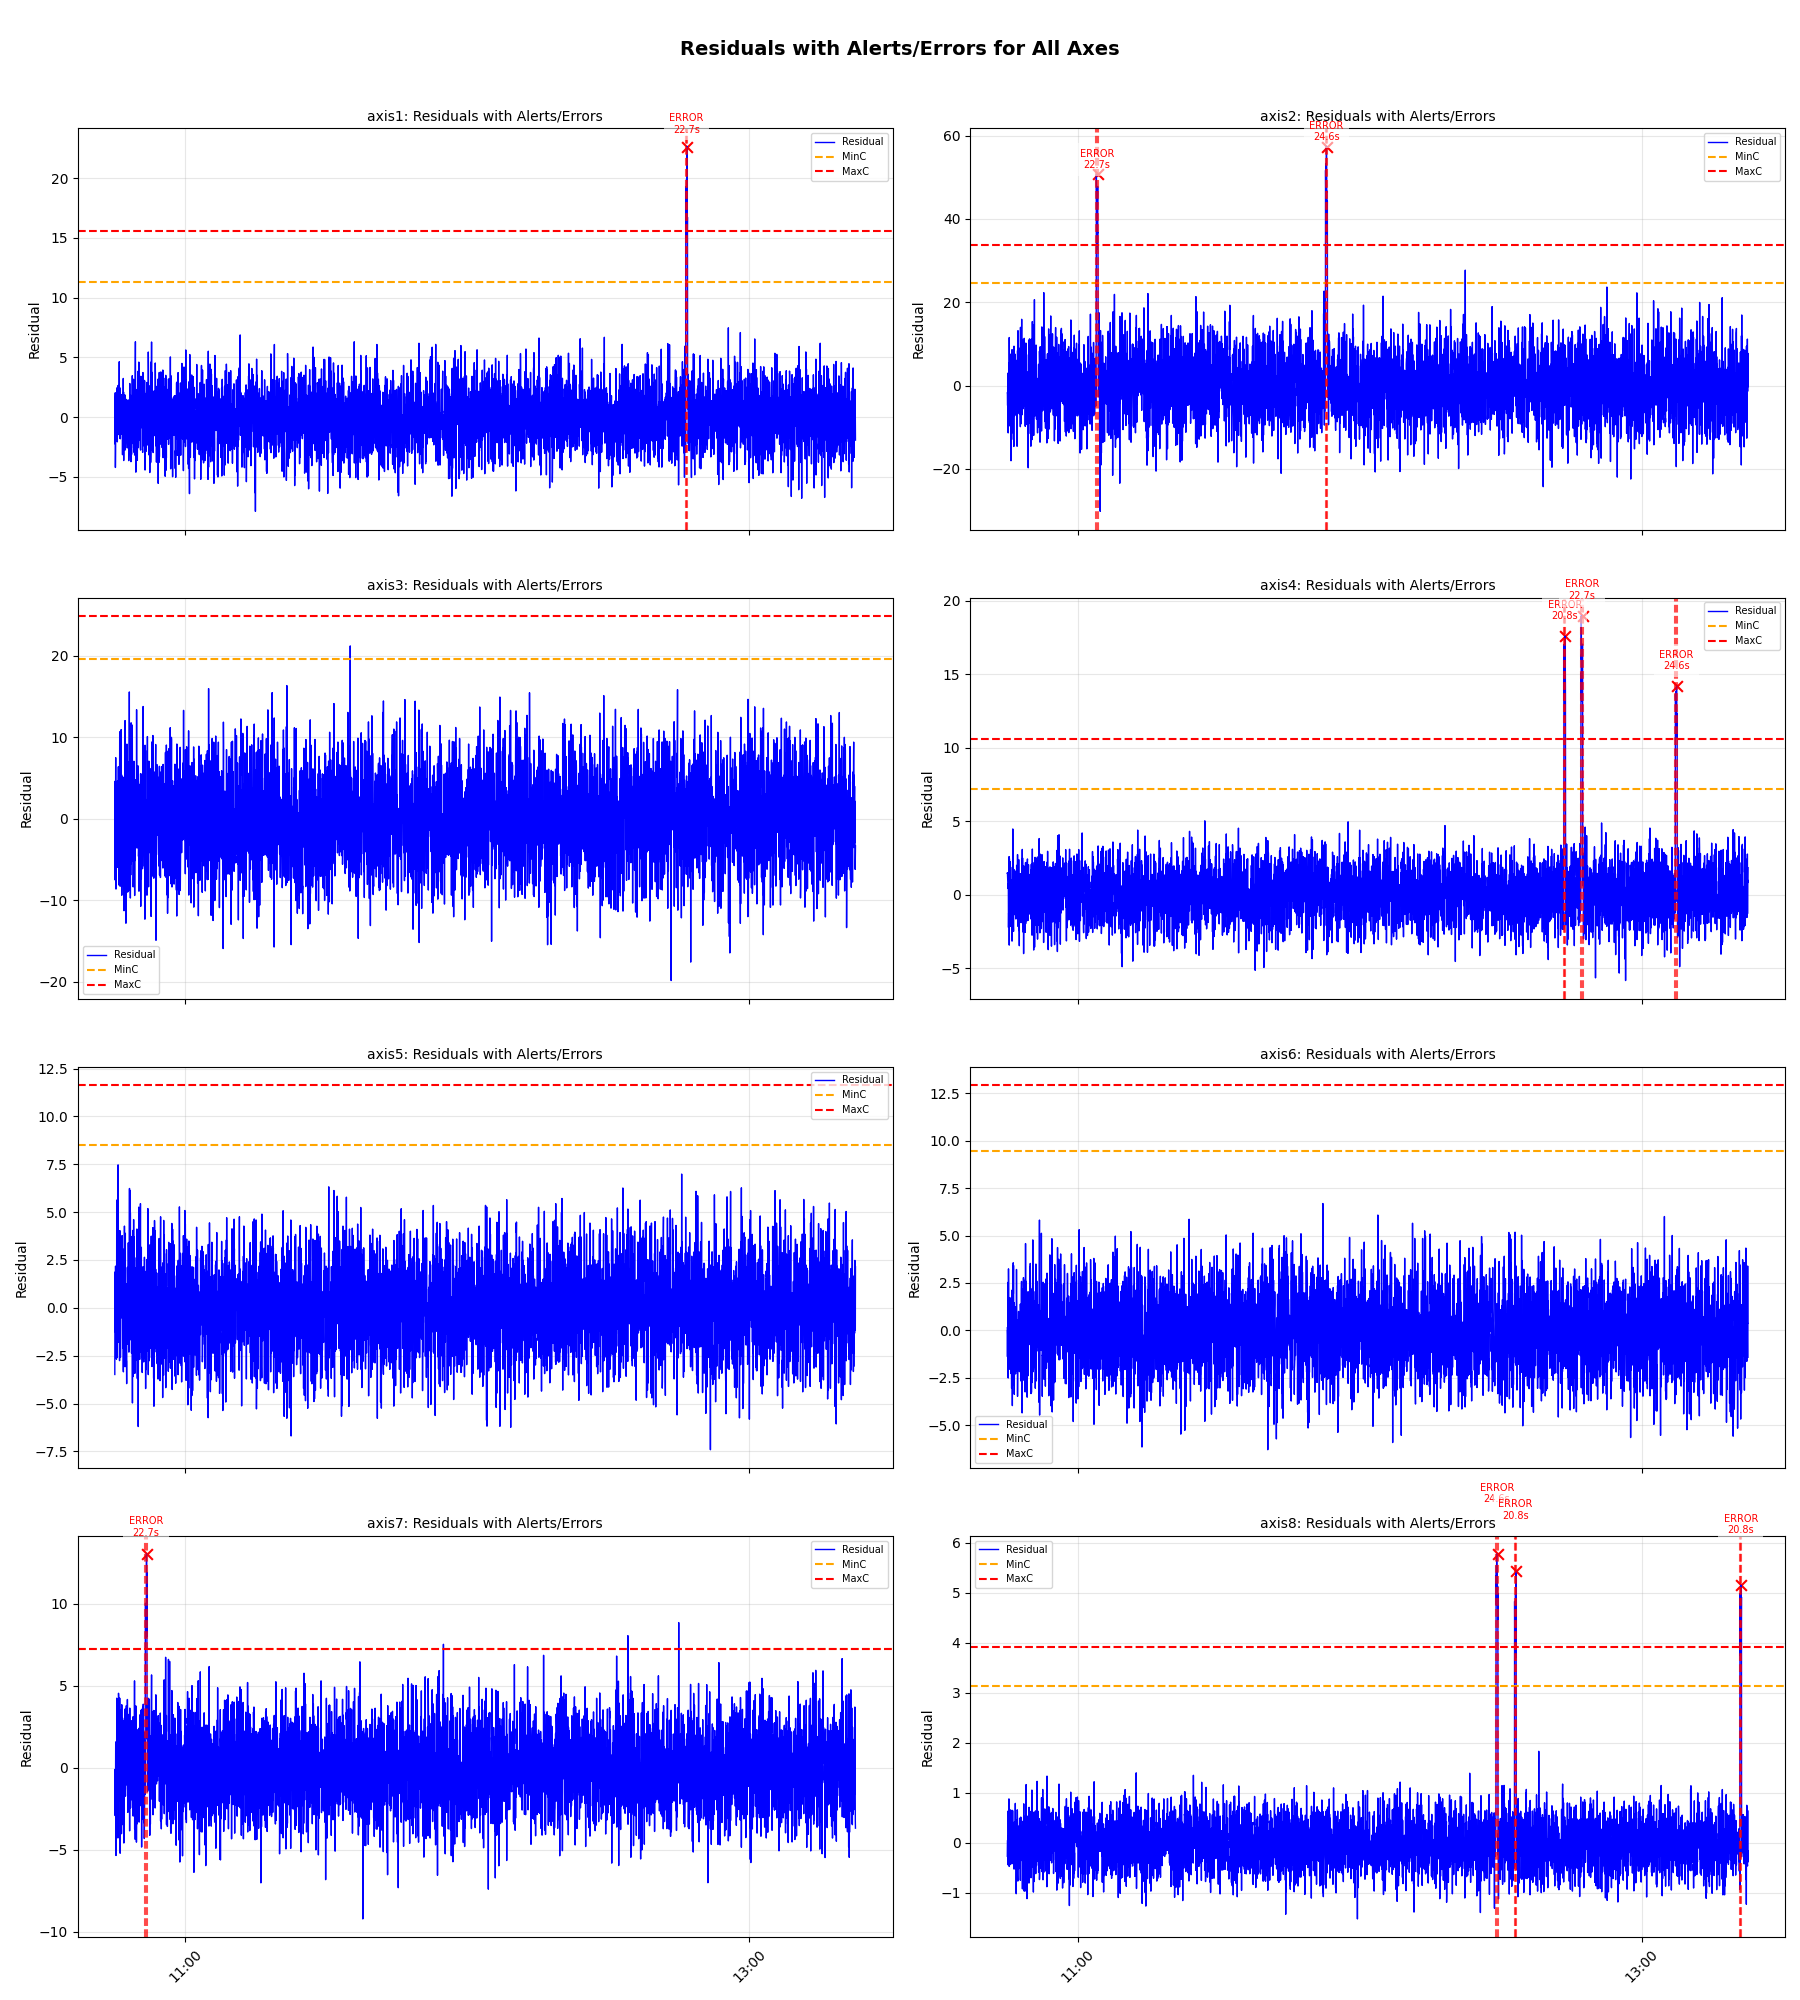 Residuals with Alerts/Errors for All Axes
axis1: Residuals with Alerts/Errors
ERROR
22.7s
Residual
MinC
MaxC
20
15
10
5
0
−5
Residual
axis2: Residuals with Alerts/Errors
ERROR
22.7s
ERROR
24.6s
Residual
MinC
MaxC
60
40
20
0
−20
Residual
axis3: Residuals with Alerts/Errors
20
10
0
−10
−20
Residual
Residual
MinC
MaxC
axis4: Residuals with Alerts/Errors
ERROR
20.8s
ERROR
22.7s
ERROR
24.6s
Residual
MinC
MaxC
20
15
10
5
0
−5
Residual
axis5: Residuals with Alerts/Errors
Residual
MinC
MaxC
12.5
10.0
7.5
5.0
2.5
0.0
−2.5
−5.0
−7.5
Residual
axis6: Residuals with Alerts/Errors
12.5
10.0
7.5
5.0
2.5
0.0
−2.5
−5.0
Residual
Residual
MinC
MaxC
axis7: Residuals with Alerts/Errors
ERROR
22.7s
Residual
MinC
MaxC
10
5
0
−5
−10
Residual
11:00
13:00
axis8: Residuals with Alerts/Errors
ERROR
24.6s
ERROR
20.8s
ERROR
20.8s
Residual
MinC
MaxC
6
5
4
3
2
1
0
−1
Residual
11:00
13:00